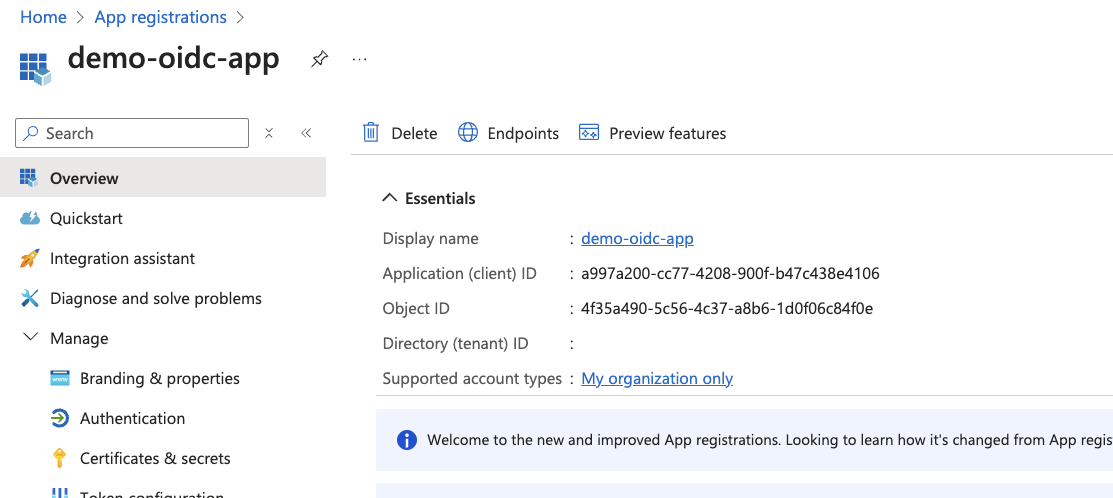 Home > App registrations >
demo-oidc-app ...
Search
Overview
Quickstart
Integration assistant
Diagnose and solve problems
Manage
Branding & properties
Authentication
Certificates & secrets
Token configuration
Delete Endpoints Preview features
Essentials
Display name : demo-oidc-app
Application (client) ID : a997a200-cc77-4208-900f-b47c438e4106
Object ID : 4f35a490-5c56-4c37-a8b6-1d0f06c84f0e
Directory (tenant) ID :
Supported account types : My organization only
Welcome to the new and improved App registrations. Looking to learn how it's changed from App regis